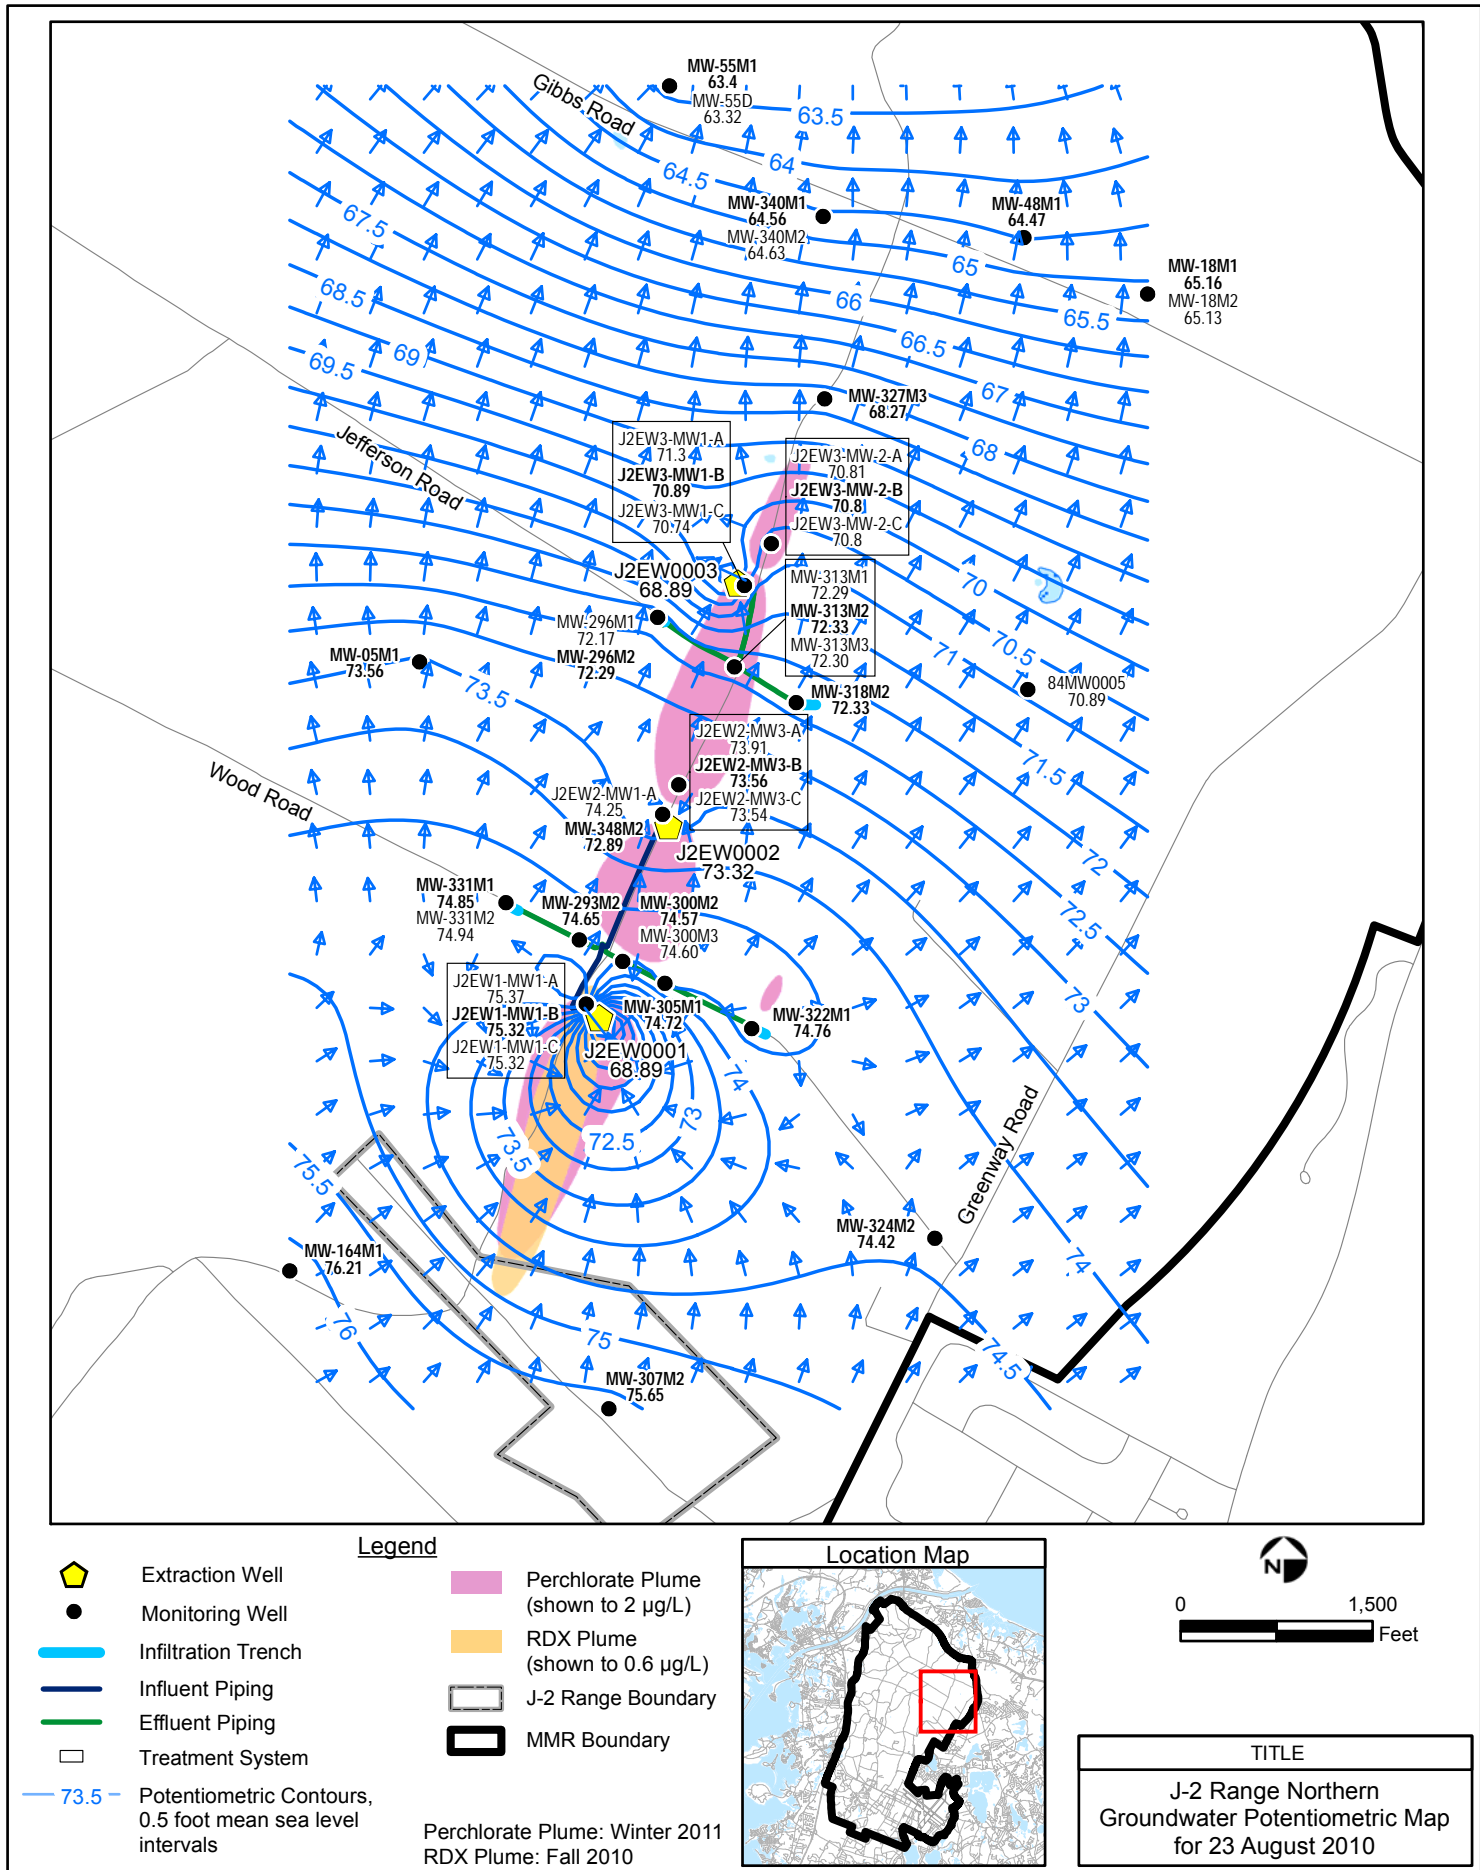 MW-55M1
63.4
MW-55D
63.32
Gibbs Road
63.5
64
64.5
MW-340M1
64.56
MW-340M2
64.63
MW-48M1
64.47
67.5
65
MW-18M1
65.16
MW-18M2
65.13
68.5
66
65.5
69
69.5
66.5
67
MW-327M3
68.27
68
Jefferson Road
J2EW3-MW1-A
71.3
J2EW3-MW1-B
70.89
J2EW3-MW1-C
70.74
J2EW3-MW-2-A
70.81
J2EW3-MW-2-B
70.8
J2EW3-MW-2-C
70.8
J2EW0003
68.89
70
MW-313M1
72.29
MW-313M2
72.33
MW-313M3
72.30
MW-296M1
72.17
MW-296M2
72.29
MW-05M1
73.56
73.5
71
70.5
84MW0005
70.89
MW-318M2
72.33
J2EW2-MW3-A
73.91
J2EW2-MW3-B
73.56
J2EW2-MW3-C
73.54
71.5
Wood Road
J2EW2-MW1-A
74.25
MW-348M2
72.89
J2EW0002
73.32
72
MW-331M1
74.85
MW-331M2
74.94
MW-293M2
74.65
MW-300M2
74.57
MW-300M3
74.60
72.5
J2EW1-MW1-A
75.37
J2EW1-MW1-B
75.32
J2EW1-MW1-C
75.32
MW-305M1
74.72
MW-322M1
74.76
73
J2EW0001
68.89
74
73
72.5
73.5
75.5
Greenway Road
MW-164M1
76.21
MW-324M2
74.42
74
76
75
74.5
MW-307M2
75.65
Legend
Extraction Well
Monitoring Well
Infiltration Trench
Influent Piping
Effluent Piping
Treatment System
73.5
Potentiometric Contours,
0.5 foot mean sea level
intervals
Perchlorate Plume
(shown to 2 µg/L)
RDX Plume
(shown to 0.6 µg/L)
J-2 Range Boundary
MMR Boundary
Perchlorate Plume: Winter 2011
RDX Plume: Fall 2010
Location Map
N
0 1,500
Feet
TITLE
J-2 Range Northern
Groundwater Potentiometric Map
for 23 August 2010